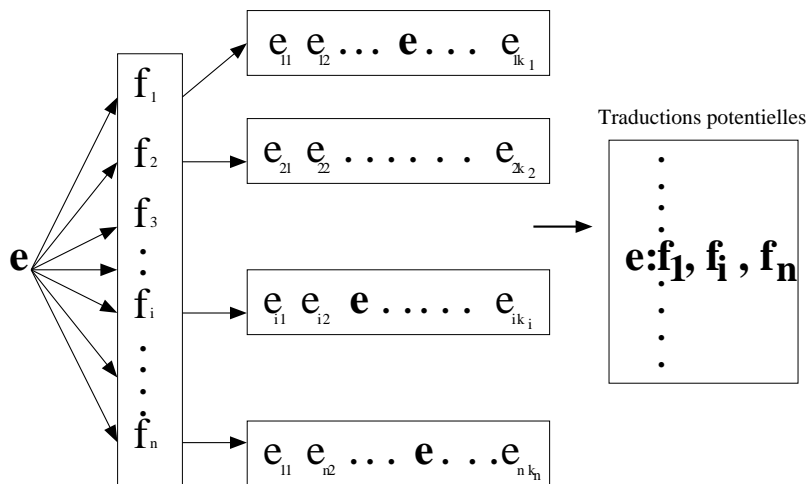 e₁₁ e₁₂ ... e... e₁ₖ₁
f₁
Traductions potentielles
f₂ e₂₁ e₂₂ ...... e₂ₖ₂
f₃
e
e:f₁, fᵢ , fₙ
fᵢ eᵢ₁ eᵢ₂ e ..... eᵢₖᵢ
fₙ e₁₁ eₙ₂ ... e ...eₙₖₙ